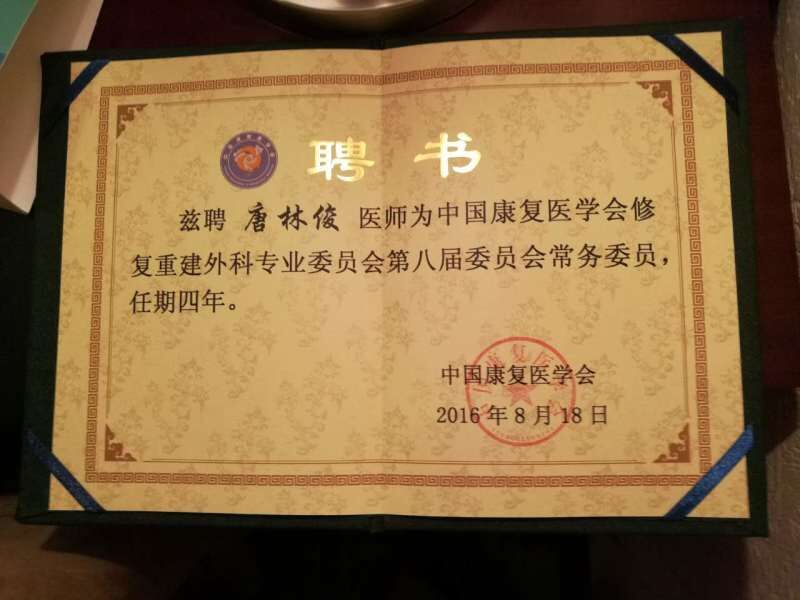 聘书
兹聘 唐林俊 医师为中国康复医学会修
复重建外科专业委员会第八届委员会常务委员，
任期四年。
中国康复医学会
2016年8月18日